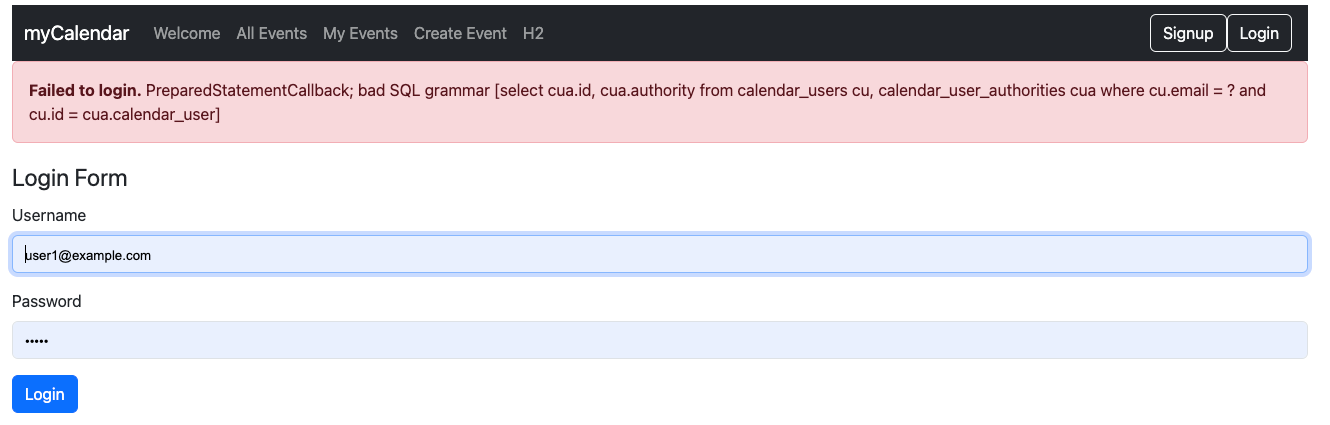 myCalendar Welcome All Events My Events Create Event H2 Signup Login
Failed to login. PreparedStatementCallback; bad SQL grammar [select cua.id, cua.authority from calendar_users cu, calendar_user_authorities cua where cu.email = ? and
cu.id = cua.calendar_user]
Login Form
Username
user1@example.com
Password
•••••
Login